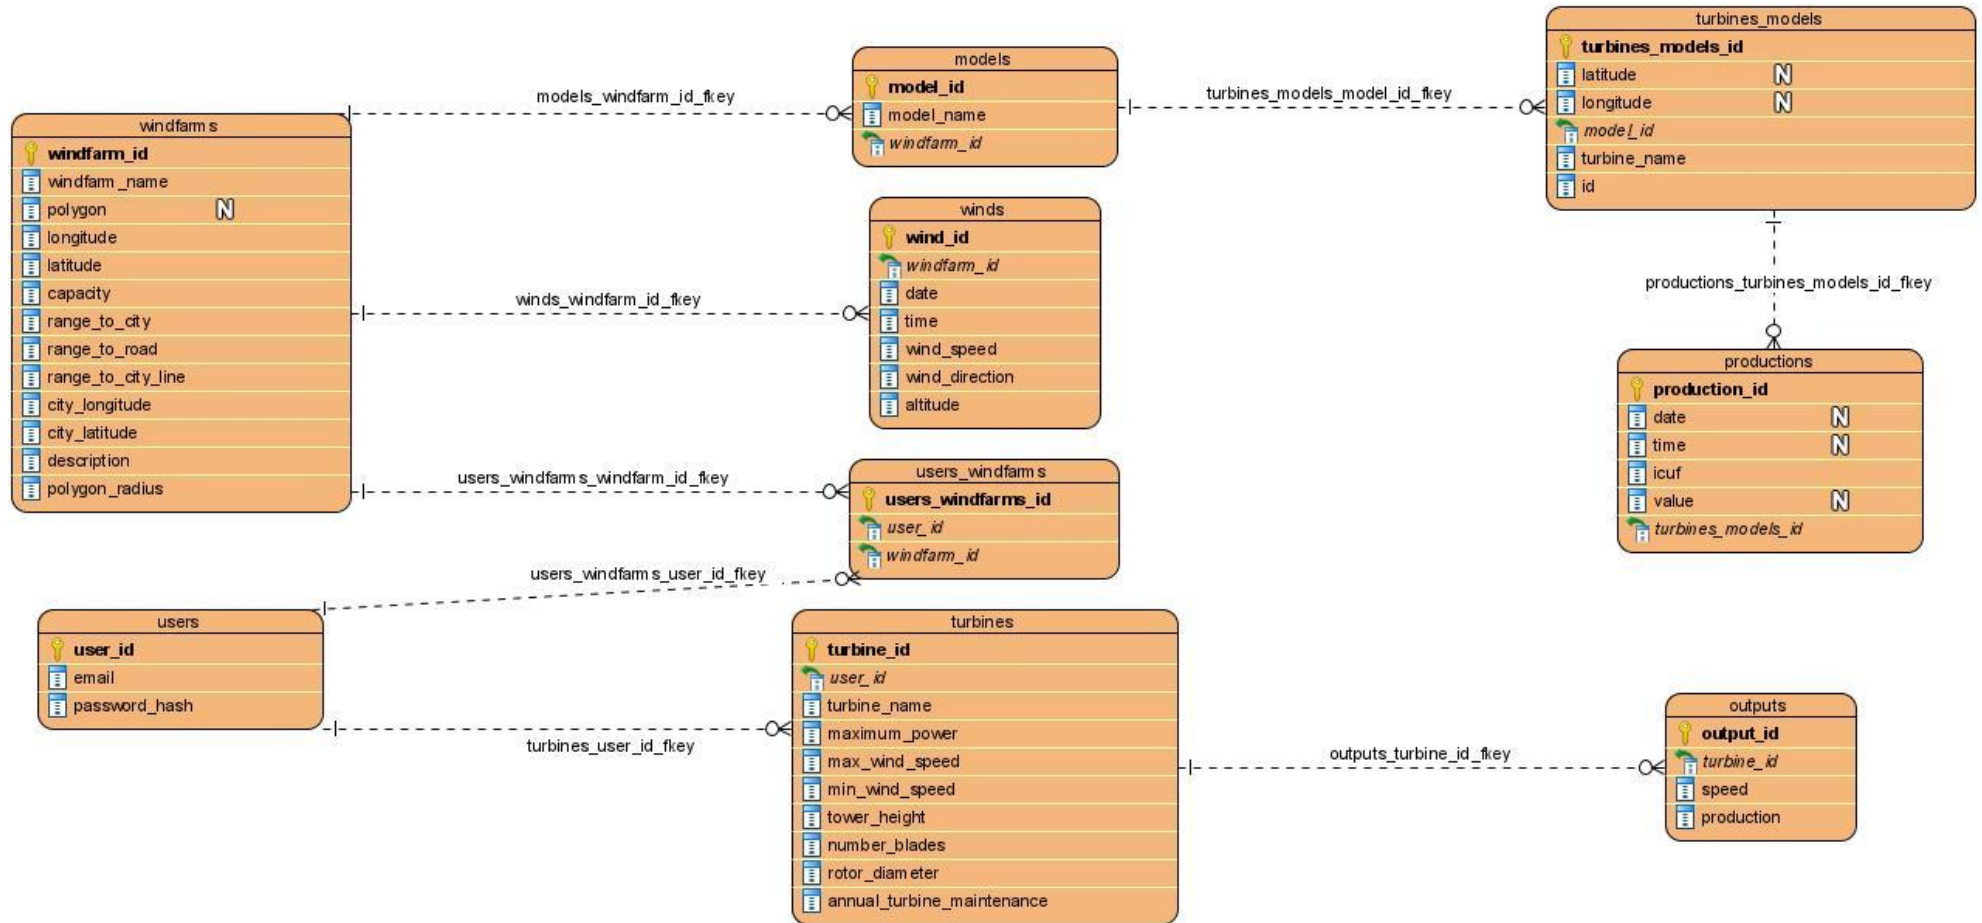 windfarms
windfarm_id
windfarm_name
polygon N
longitude
latitude
capacity
range_to_city
range_to_road
range_to_city_line
city_longitude
city_latitude
description
polygon_radius
models_windfarm_id_fkey
models
model_id
model_name
windfarm_id
turbines_models_model_id_fkey
turbines_models
turbines_models_id
latitude N
longitude N
model_id
turbine_name
id
winds_windfarm_id_fkey
winds
wind_id
windfarm_id
date
time
wind_speed
wind_direction
altitude
productions_turbines_models_id_fkey
productions
production_id
date N
time N
icuf
value N
turbines_models_id
users_windfarms_windfarm_id_fkey
users_windfarms
users_windfarms_id
user_id
windfarm_id
users_windfarms_user_id_fkey
users
user_id
email
password_hash
turbines_user_id_fkey
turbines
turbine_id
user_id
turbine_name
maximum_power
max_wind_speed
min_wind_speed
tower_height
number_blades
rotor_diameter
annual_turbine_maintenance
outputs_turbine_id_fkey
outputs
output_id
turbine_id
speed
production